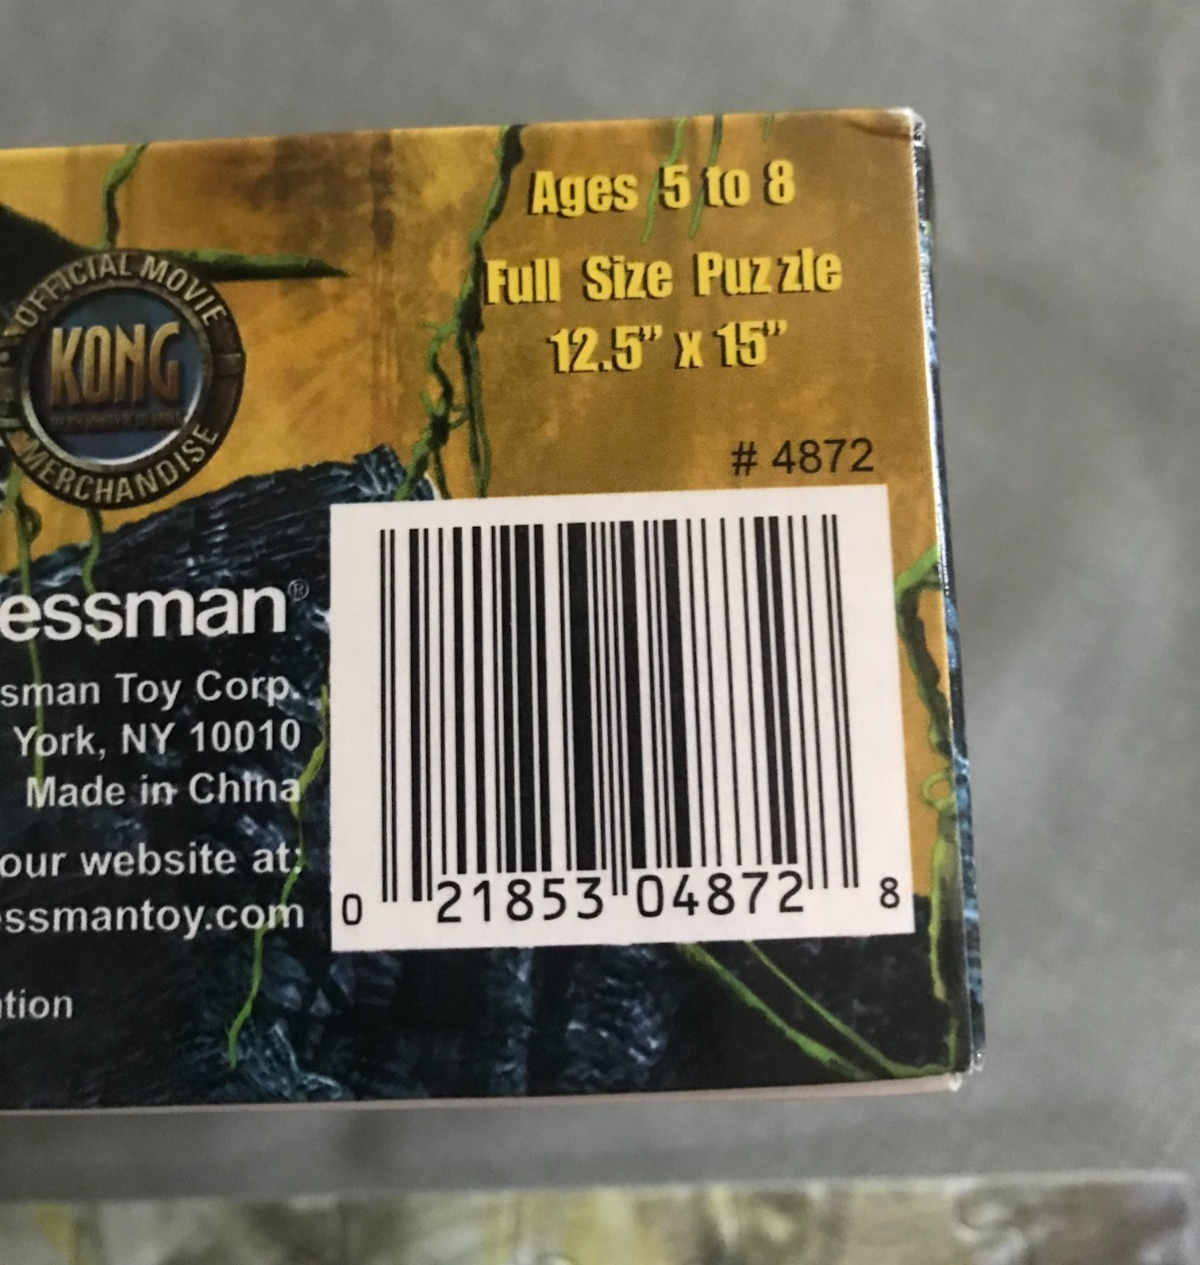 Ages 5 to 8
Full Size Puzzle
12.5” x 15”
OFFICIAL MOVIE
KONG
MERCHANDISE
# 4872
essman®
sman Toy Corp.
York, NY 10010
Made in China
our website at:
ssmantoy.com
tion
0 21853 04872 8